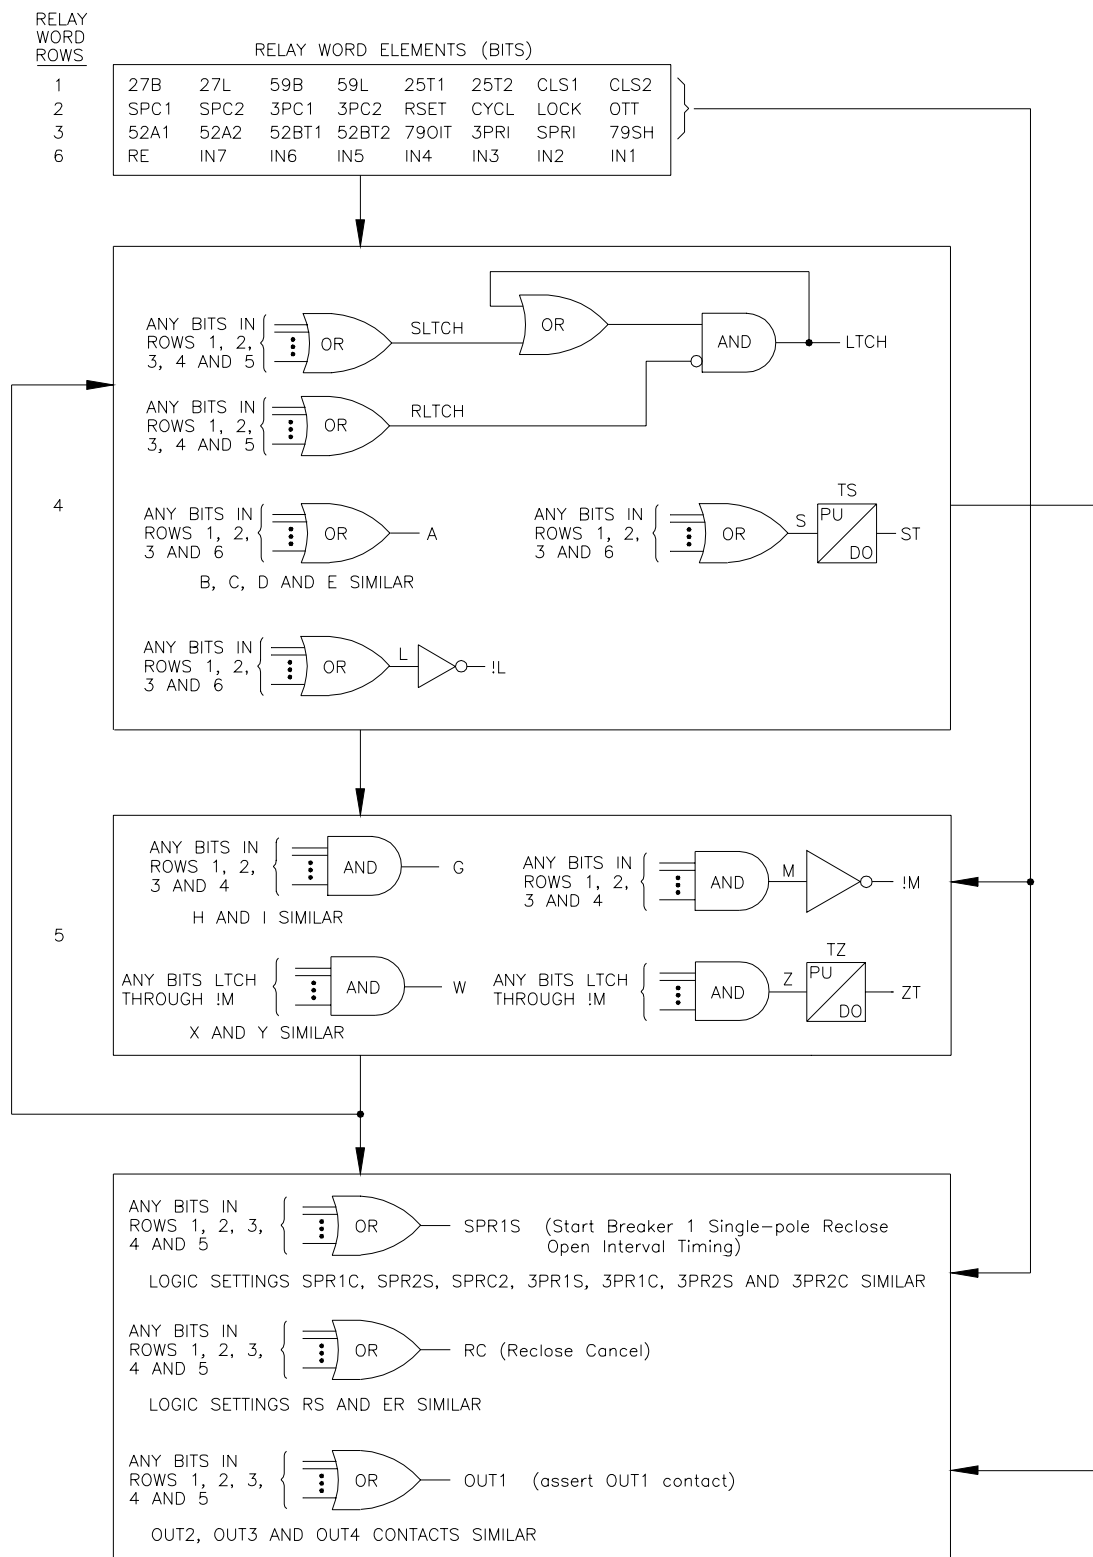 RELAY
WORD
ROWS
RELAY WORD ELEMENTS (BITS)
1 27B 27L 59B 59L 25T1 25T2 CLS1 CLS2
2 SPC1 SPC2 3PC1 3PC2 RSET CYCL LOCK OTT
3 52A1 52A2 52BT1 52BT2 79OIT 3PRI SPRI 79SH
6 RE IN7 IN6 IN5 IN4 IN3 IN2 IN1
ANY BITS IN
ROWS 1, 2,
3, 4 AND 5
OR
SLTCH
OR
AND
LTCH
ANY BITS IN
ROWS 1, 2,
3, 4 AND 5
OR
RLTCH
4
ANY BITS IN
ROWS 1, 2,
3 AND 6
OR
A
B, C, D AND E SIMILAR
ANY BITS IN
ROWS 1, 2,
3 AND 6
OR
S
TS
PU
DO
ST
ANY BITS IN
ROWS 1, 2,
3 AND 6
OR
L
!L
5
ANY BITS IN
ROWS 1, 2,
3 AND 4
AND
G
H AND I SIMILAR
ANY BITS IN
ROWS 1, 2,
3 AND 4
AND
M
!M
ANY BITS LTCH
THROUGH !M
AND
W
X AND Y SIMILAR
ANY BITS LTCH
THROUGH !M
AND
Z
TZ
PU
DO
ZT
ANY BITS IN
ROWS 1, 2, 3,
4 AND 5
OR
SPR1S (Start Breaker 1 Single-pole Reclose
Open Interval Timing)
LOGIC SETTINGS SPR1C, SPR2S, SPRC2, 3PR1S, 3PR1C, 3PR2S AND 3PR2C SIMILAR
ANY BITS IN
ROWS 1, 2, 3,
4 AND 5
OR
RC (Reclose Cancel)
LOGIC SETTINGS RS AND ER SIMILAR
ANY BITS IN
ROWS 1, 2, 3,
4 AND 5
OR
OUT1 (assert OUT1 contact)
OUT2, OUT3 AND OUT4 CONTACTS SIMILAR